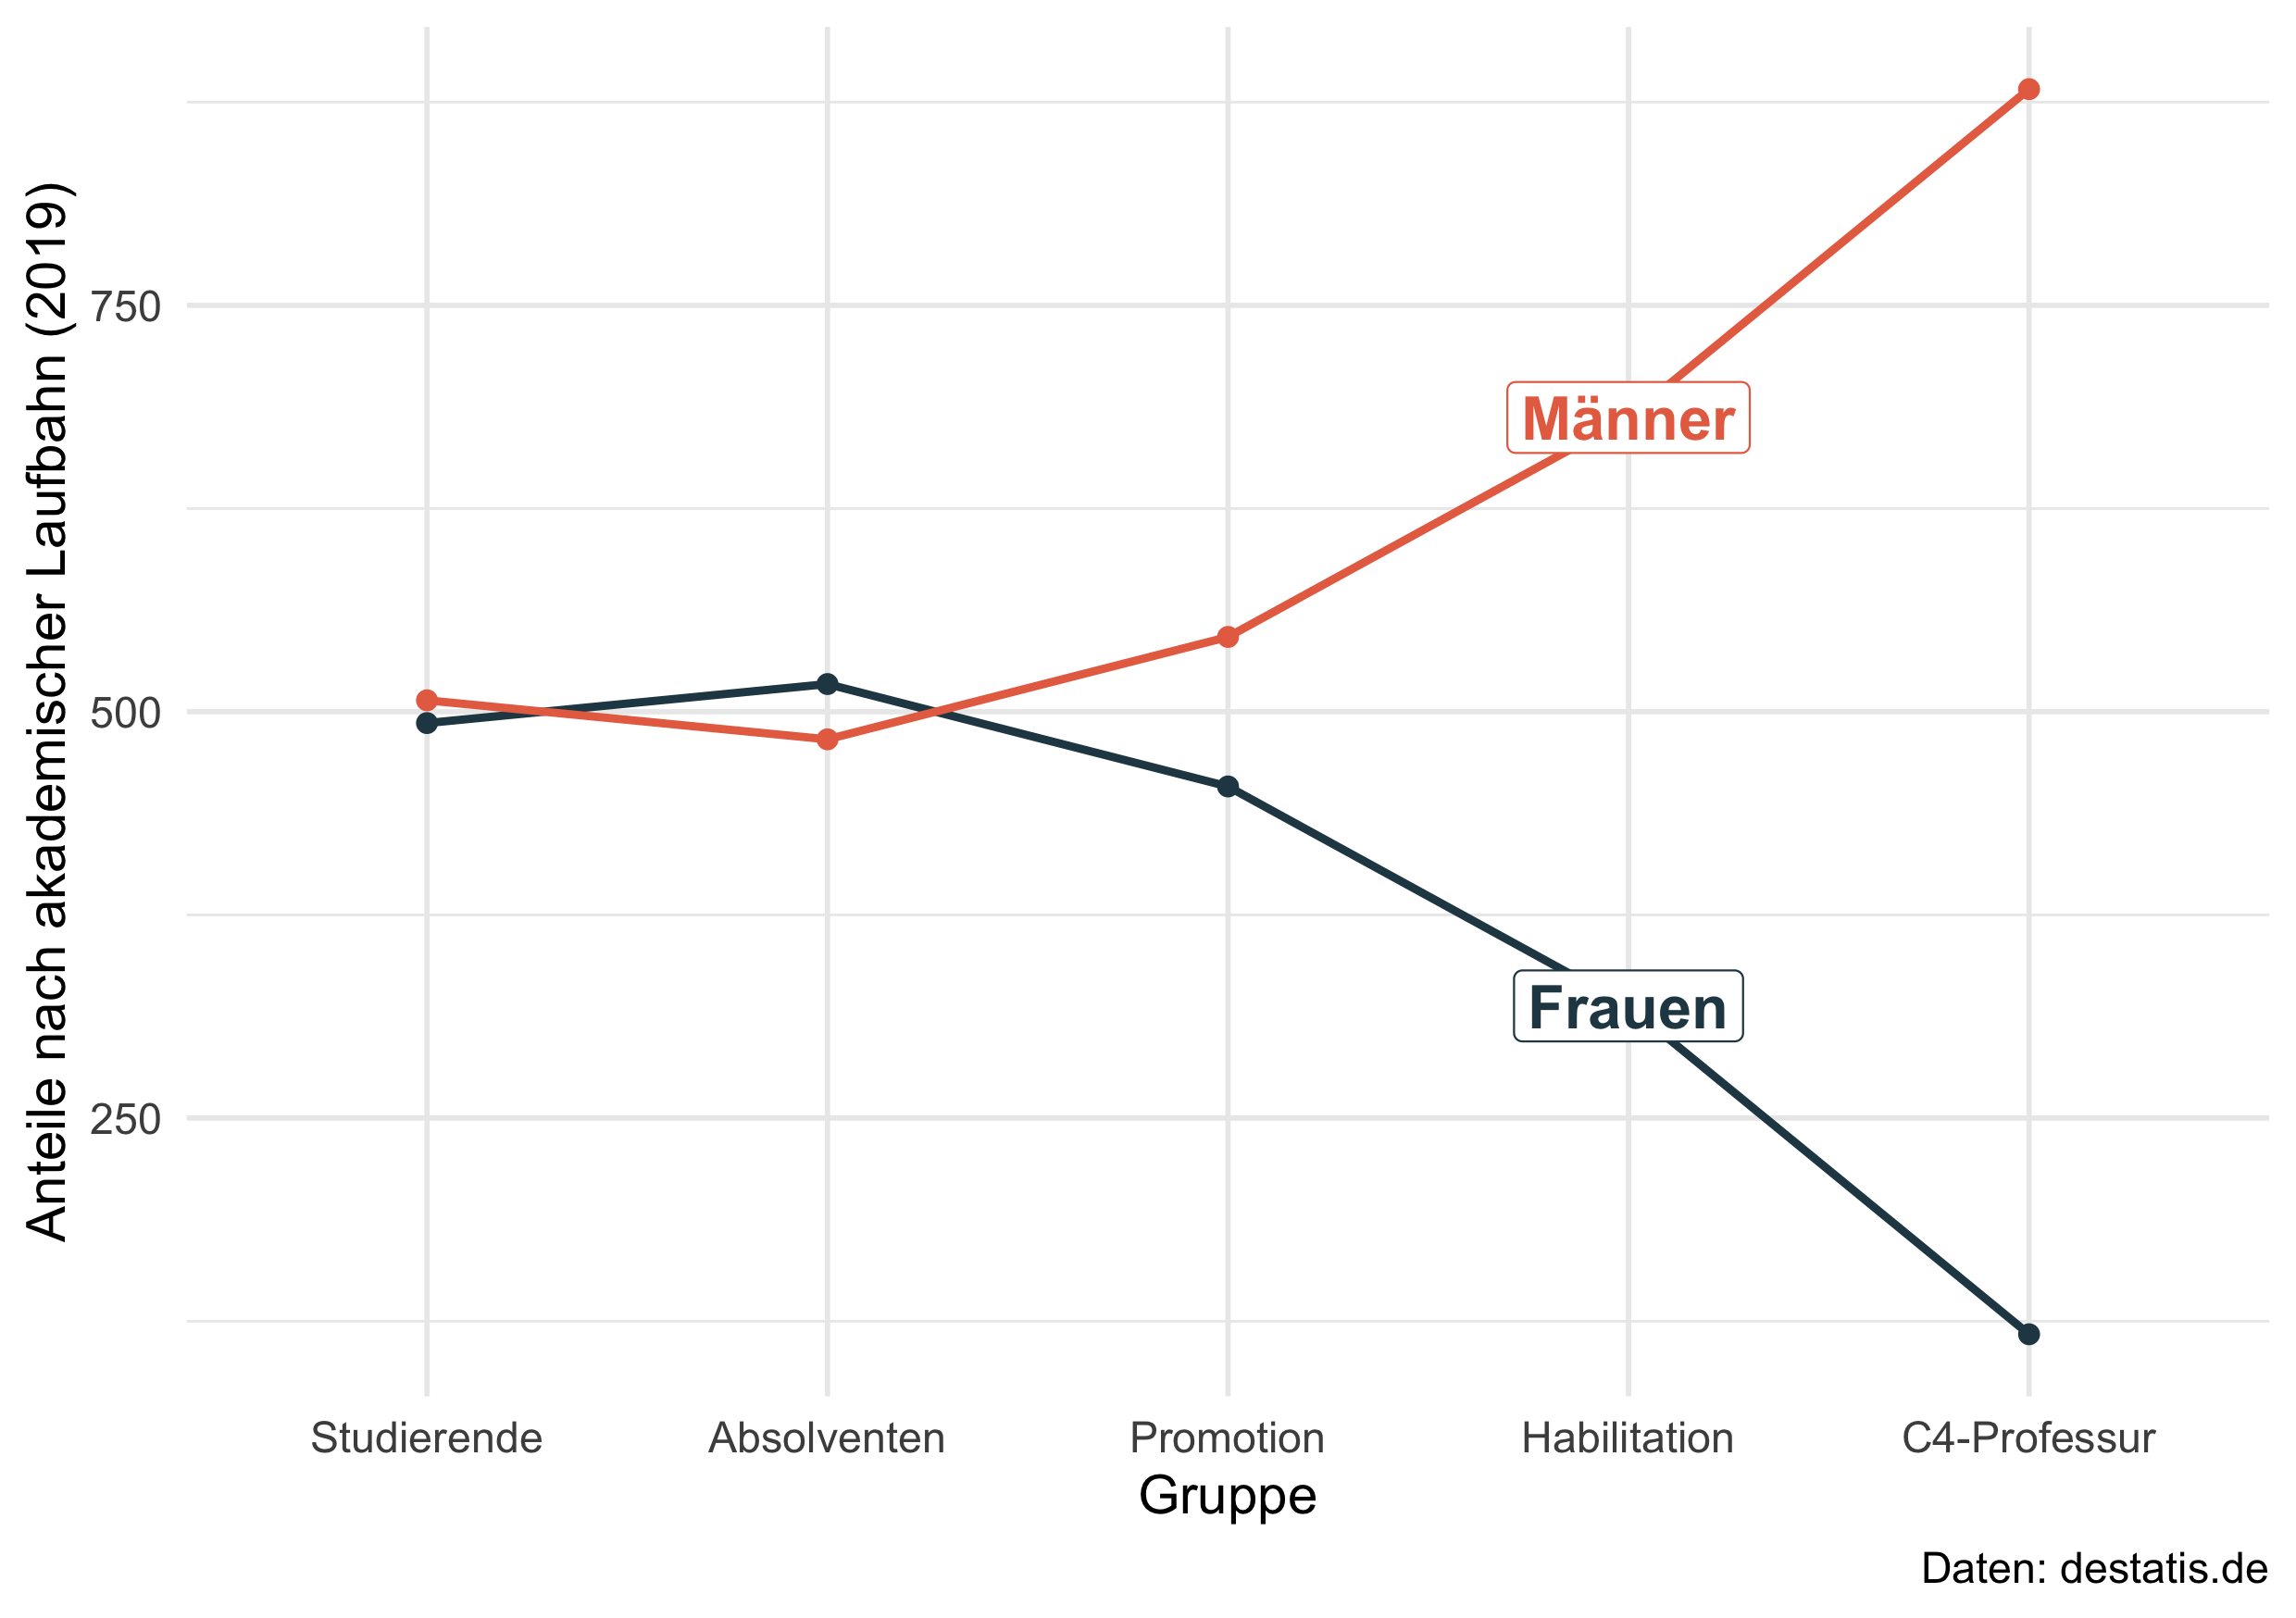 Anteile nach akademischer Laufbahn (2019)
750
500
250
Männer
Frauen
Studierende
Absolventen
Promotion
Habilitation
C4-Professur
Gruppe
Daten: destatis.de